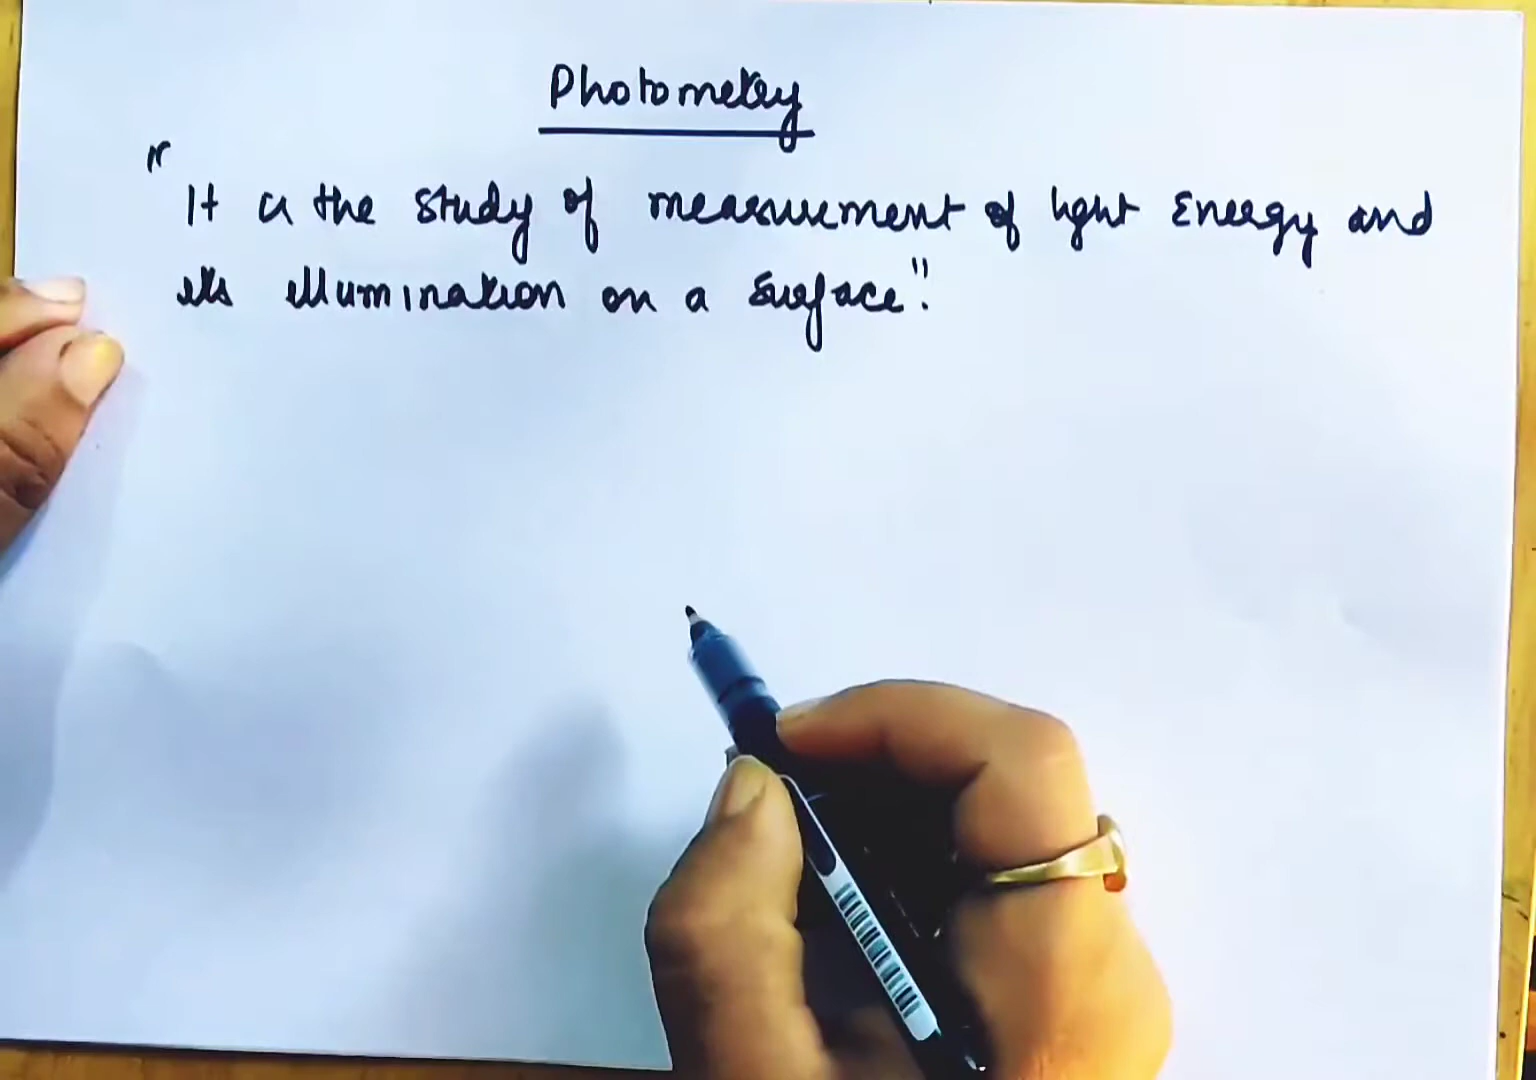 Photometry
"It is the study of measurement of light Energy and
its illumination on a surface".